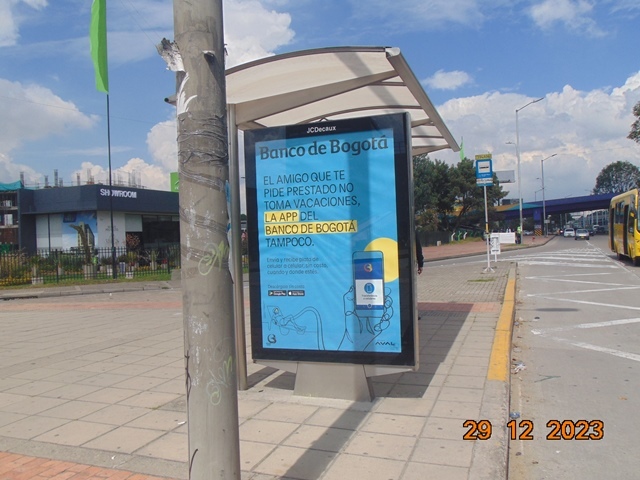 SHOWROOM
JCDecaux
Banco de Bogotá
EL AMIGO QUE TE
PIDE PRESTADO NO
TOMA VACACIONES,
LA APP DEL
BANCO DE BOGOTÁ
TAMPOCO.
AVAL
29 12 2023